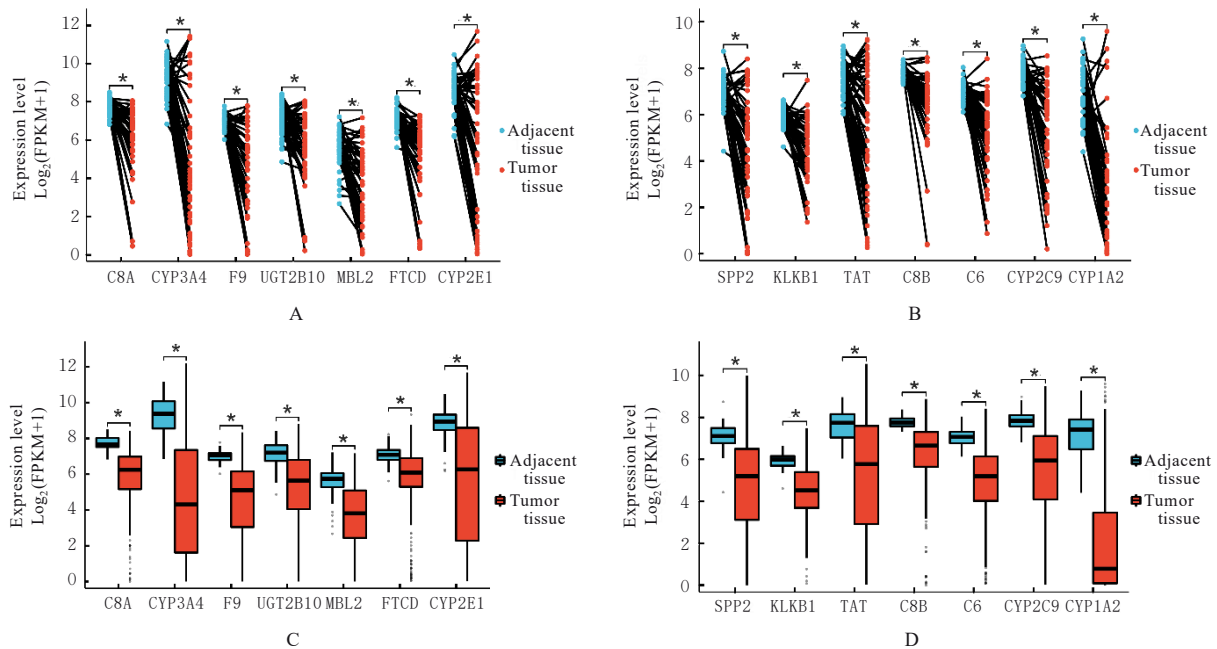 *
*
*
*
*
*
*
12
10
8
6
4
2
0
Expression level
Log₂(FPKM+1)
Adjacent
tissue
Tumor
tissue
C8A CYP3A4 F9 UGT2B10 MBL2 FTCD CYP2E1
A
*
*
*
*
*
*
*
10
8
6
4
2
0
Expression level
Log₂(FPKM+1)
Adjacent
tissue
Tumor
tissue
SPP2 KLKB1 TAT C8B C6 CYP2C9 CYP1A2
B
*
*
*
*
*
*
*
12
10
8
6
4
2
0
Expression level
Log₂(FPKM+1)
Adjacent
tissue
Tumor
tissue
C8A CYP3A4 F9 UGT2B10 MBL2 FTCD CYP2E1
C
*
*
*
*
*
*
*
10
8
6
4
2
0
Expression level
Log₂(FPKM+1)
Adjacent
tissue
Tumor
tissue
SPP2 KLKB1 TAT C8B C6 CYP2C9 CYP1A2
D